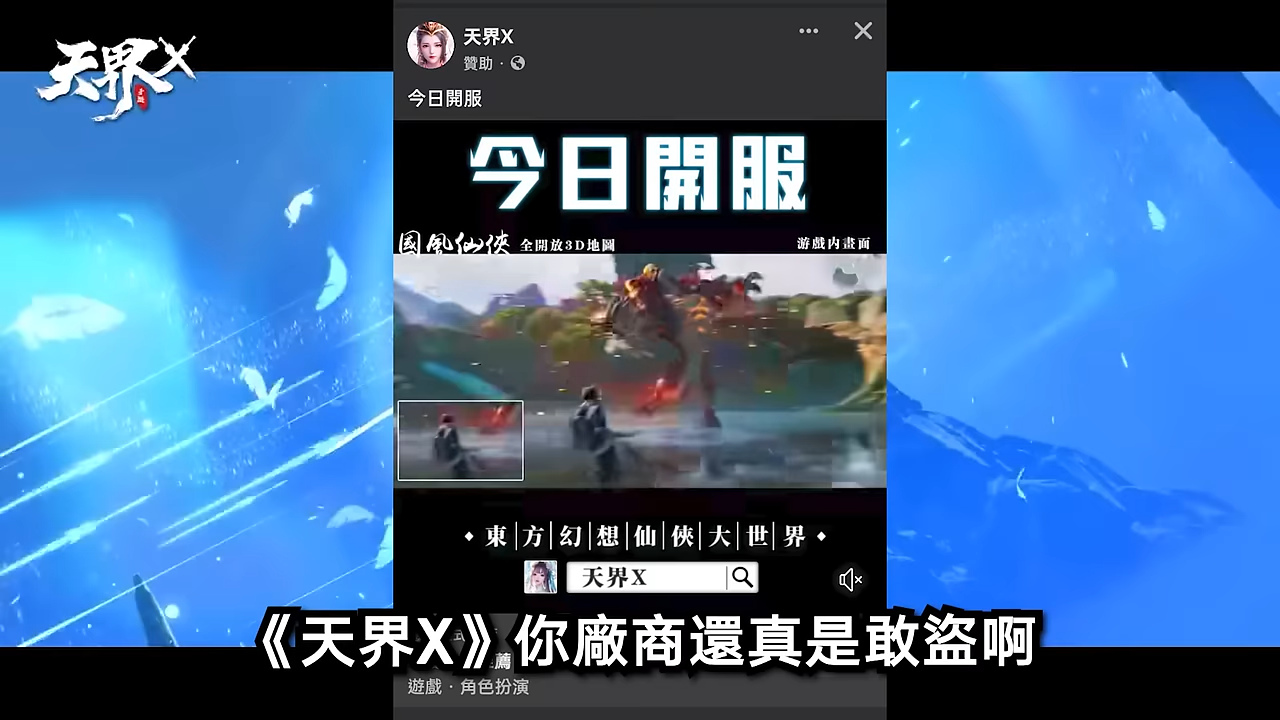 天界X
天界X
贊助
今日開服
今日開服
國風仙俠 全開放3D地圖
游戲内畫面
東方幻想仙俠大世界
天界X
《天界X》你廠商還真是敢盜啊
薦
遊戲·角色扮演